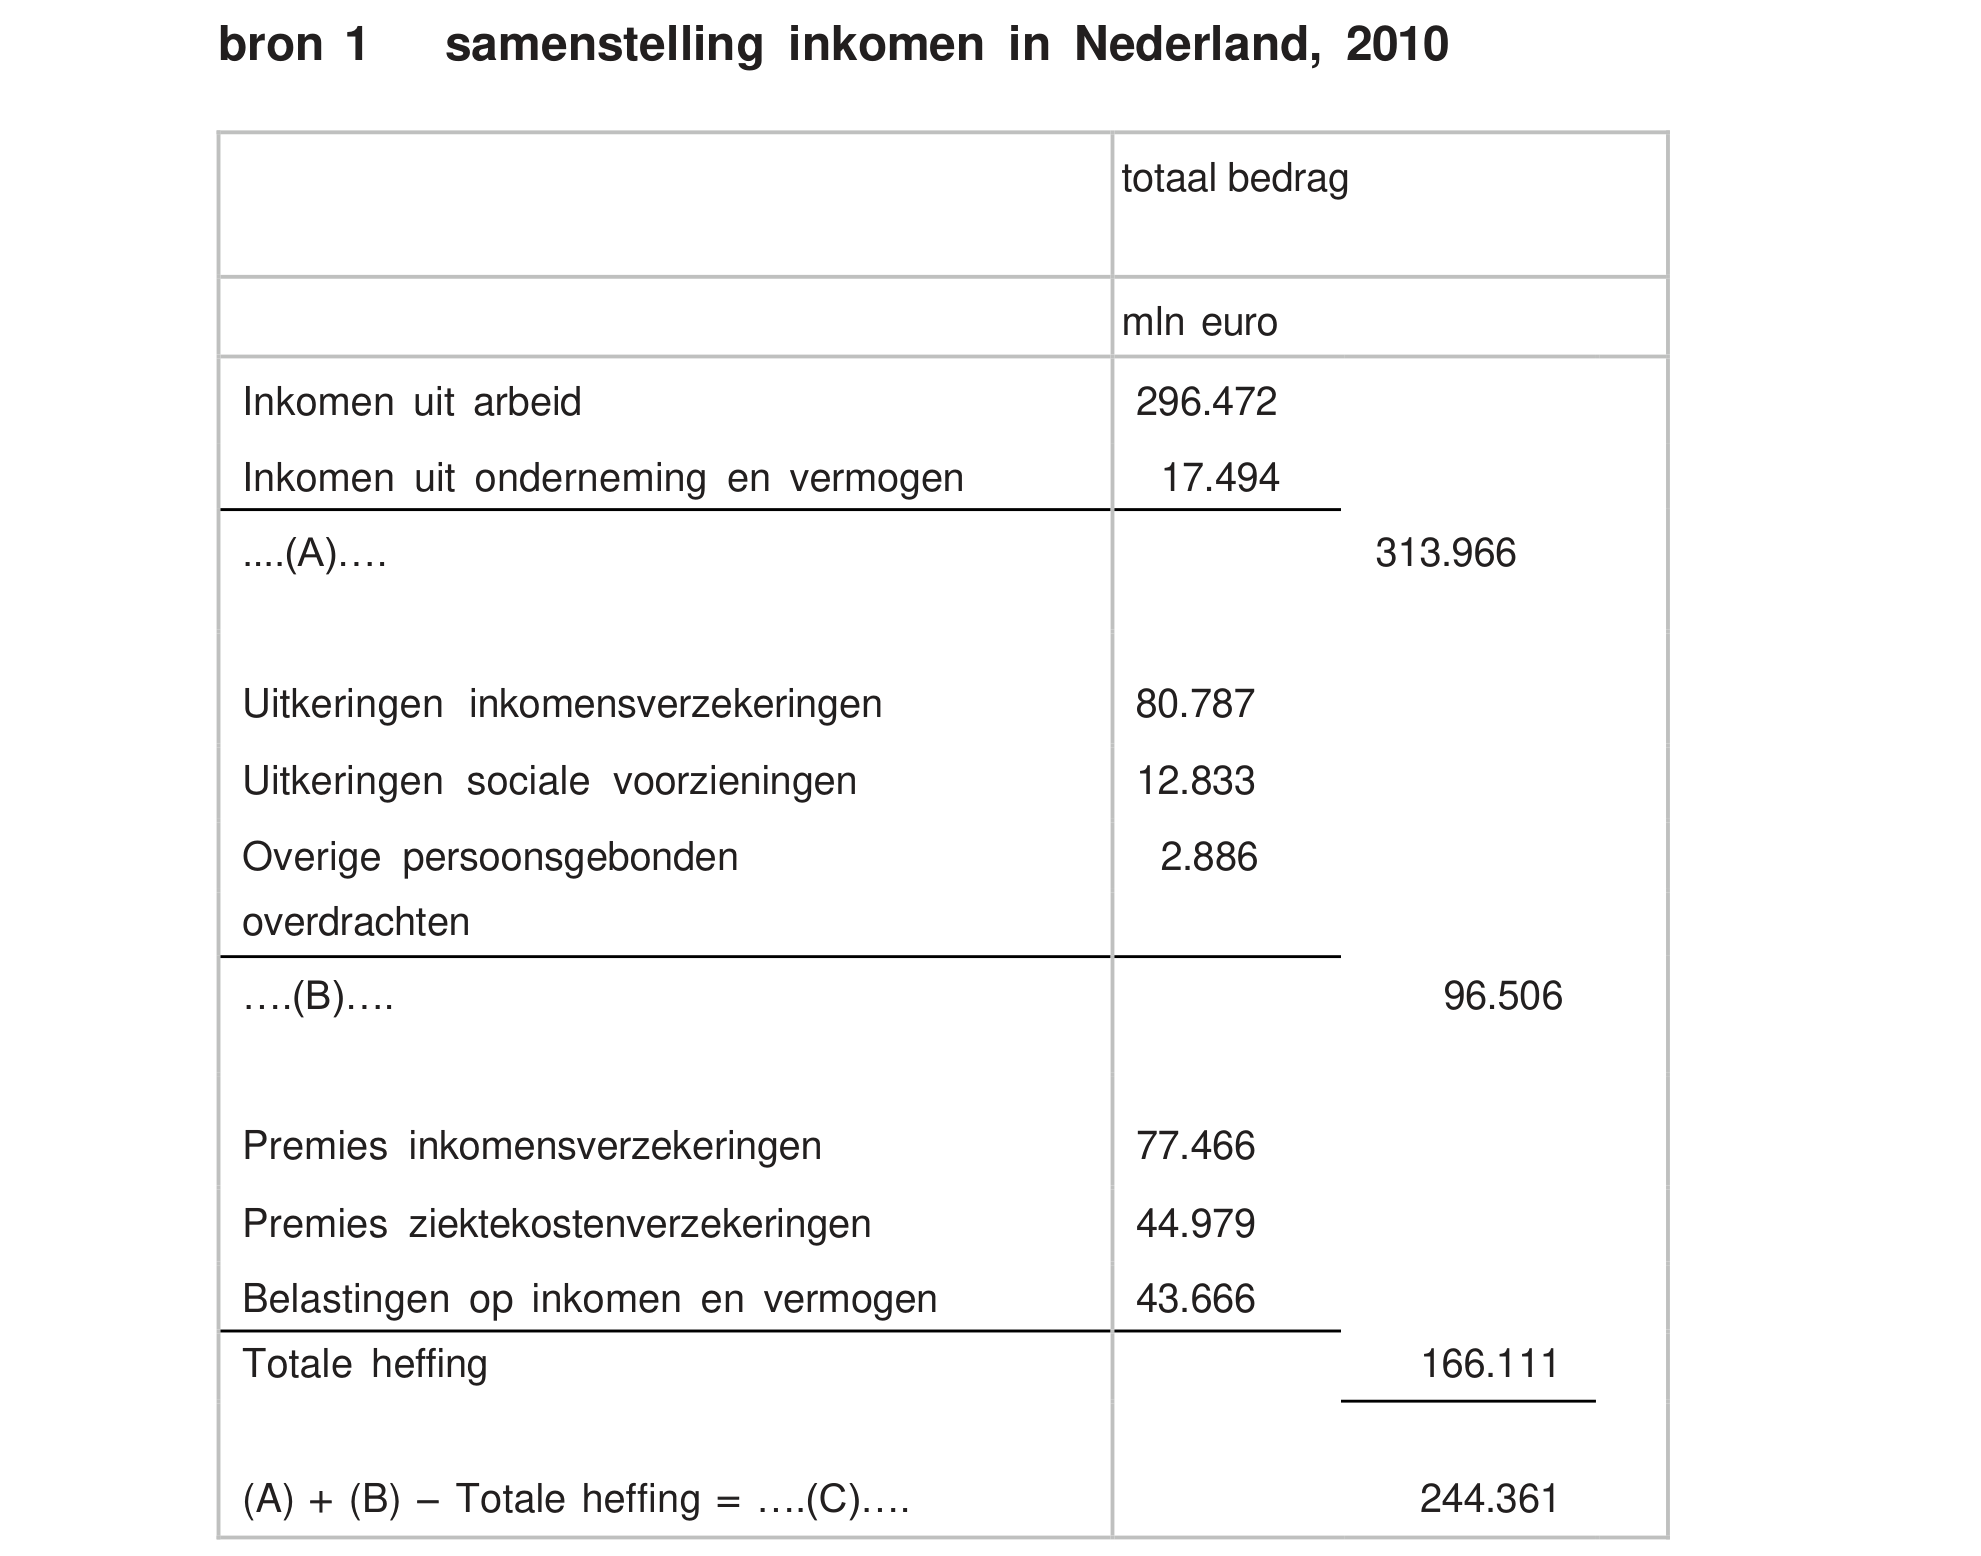 bron 1 samenstelling inkomen in Nederland, 2010
totaal bedrag
mln euro
Inkomen uit arbeid 296.472
Inkomen uit onderneming en vermogen 17.494
....(A)…. 313.966
Uitkeringen inkomensverzekeringen 80.787
Uitkeringen sociale voorzieningen 12.833
Overige persoonsgebonden 2.886
overdrachten
….(B)…. 96.506
Premies inkomensverzekeringen 77.466
Premies ziektekostenverzekeringen 44.979
Belastingen op inkomen en vermogen 43.666
Totale heffing 166.111
(A) + (B) – Totale heffing = ….(C)…. 244.361